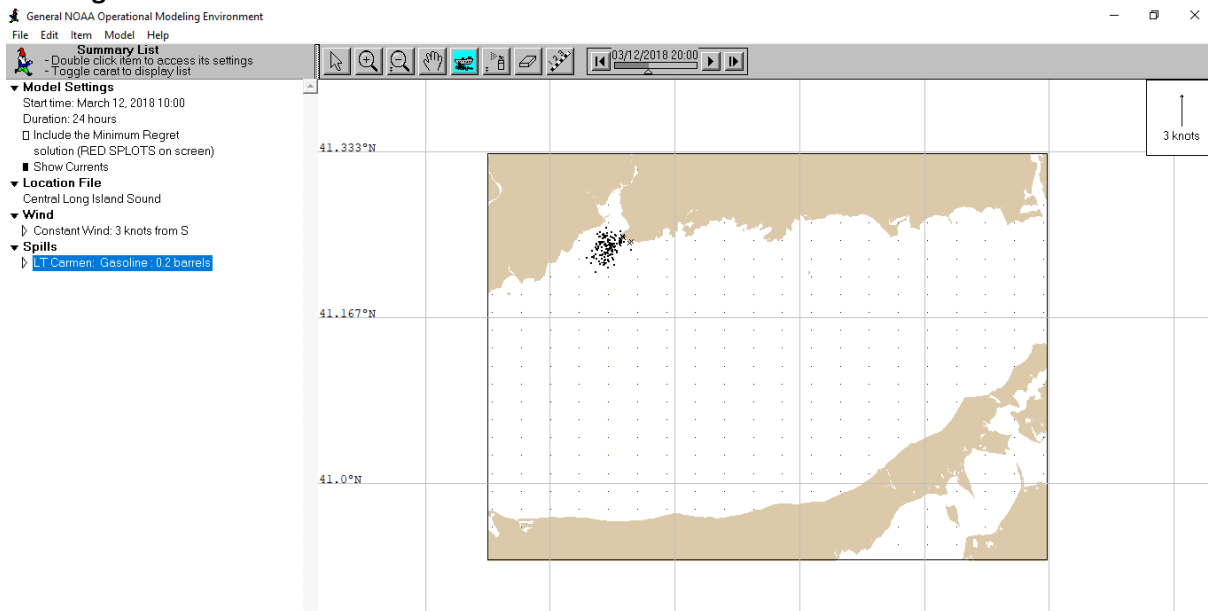 General NOAA Operational Modeling Environment
File Edit Item Model Help
Summary List
- Double click item to access its settings
- Toggle carat to display list
03/12/2018 20:00
Model Settings
Start time: March 12, 2018 10:00
Duration: 24 hours
Include the Minimum Regret
solution (RED SPLOTS on screen)
Show Currents
Location File
Central Long Island Sound
Wind
Constant Wind: 3 knots from S
Spills
LT Carmen: Gasoline : 0.2 barrels
3 knots
41.333°N
41.167°N
41.0°N